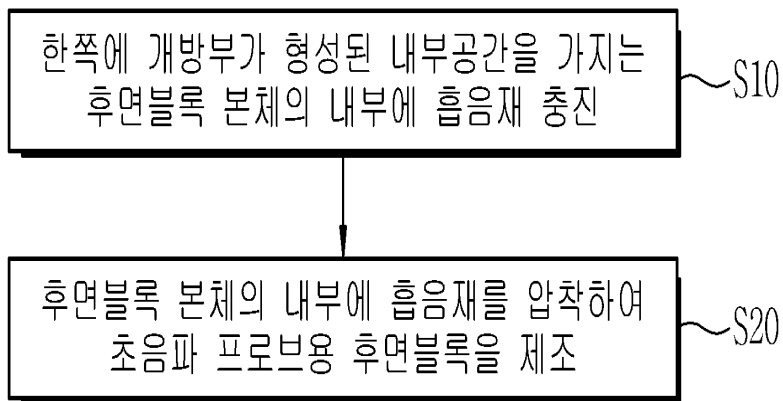 한쪽에 개방부가 형성된 내부공간을 가지는
후면블록 본체의 내부에 흡음재 충진
S10
후면블록 본체의 내부에 흡음재를 압착하여
초음파 프로브용 후면블록을 제조
S20